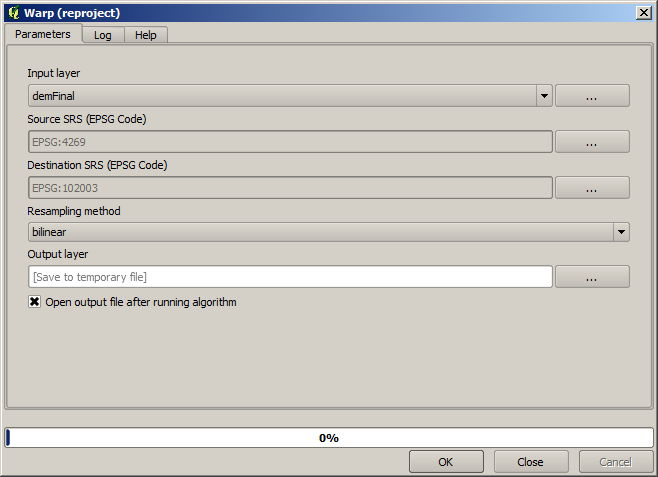 Warp (reproject)
Parameters Log Help
Input layer
demFinal ...
Source SRS (EPSG Code)
EPSG:4269 ...
Destination SRS (EPSG Code)
EPSG:102003 ...
Resampling method
bilinear
Output layer
[Save to temporary file] ...
Open output file after running algorithm
0%
OK Close Cancel